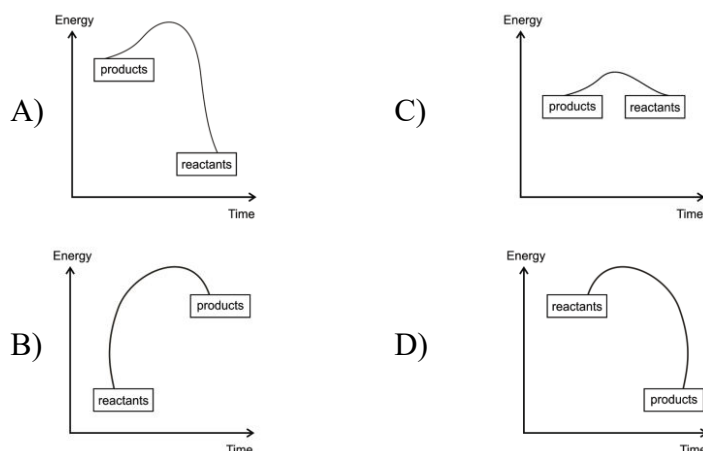 A)
Energy
products
reactants
Time
B)
Energy
products
reactants
Time
C)
Energy
products
reactants
Time
D)
Energy
reactants
products
Time